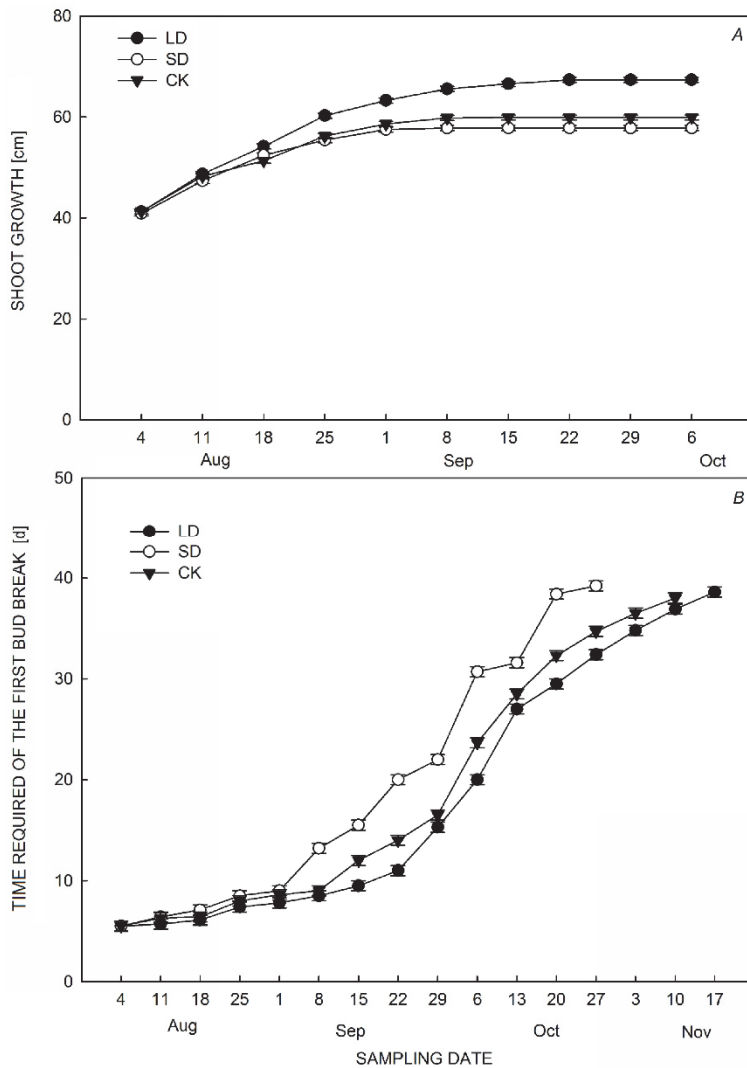 80
A
LD
SD
CK
60
40
20
0
SHOOT GROWTH [cm]
4 11 18 25 1 8 15 22 29 6
Aug Sep Oct
50
B
LD
SD
CK
40
30
20
10
0
TIME REQUIRED OF THE FIRST BUD BREAK [d]
4 11 18 25 1 8 15 22 29 6 13 20 27 3 10 17
Aug Sep Oct Nov
SAMPLING DATE